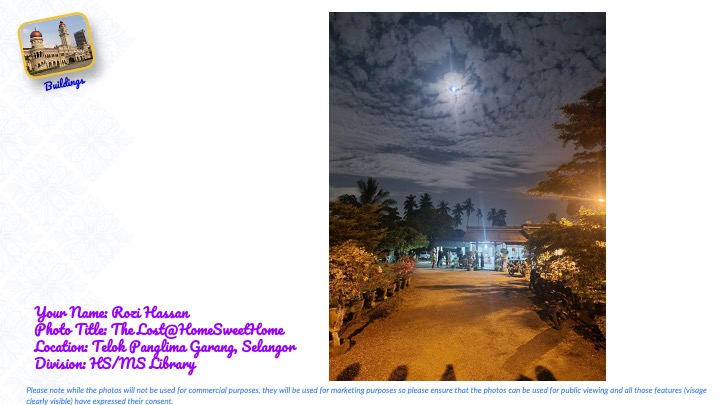 Buildings
Your Name: Rozi Hassan
Photo Title: The Lost@HomeSweetHome
Location: Telok Panglima Garang, Selangor
Division: HS/MS Library
Please note while the photos will not be used for commercial purposes, they will be used for marketing purposes so please ensure that the photos can be used for public viewing and all those features (visage
clearly visible) have expressed their consent.